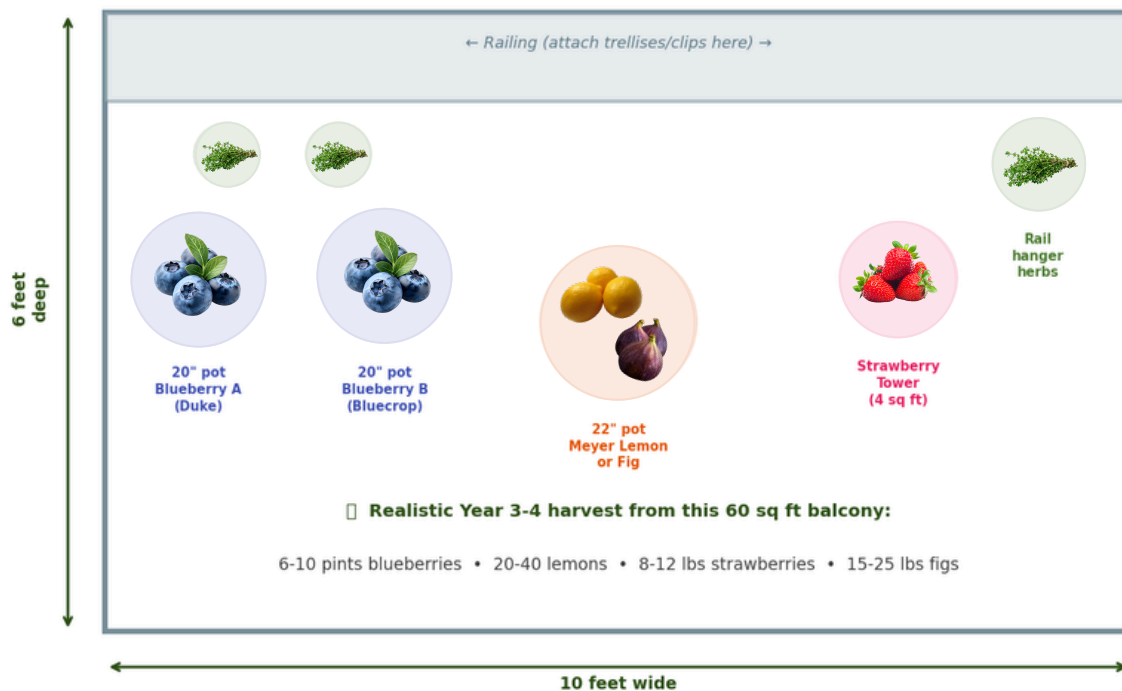 ← Railing (attach trellises/clips here) →
6 feet
deep
Rail
hanger
herbs
20" pot
Blueberry A
(Duke)
20" pot
Blueberry B
(Bluecrop)
22" pot
Meyer Lemon
or Fig
Strawberry
Tower
(4 sq ft)
Realistic Year 3-4 harvest from this 60 sq ft balcony:
6-10 pints blueberries • 20-40 lemons • 8-12 lbs strawberries • 15-25 lbs figs
10 feet wide